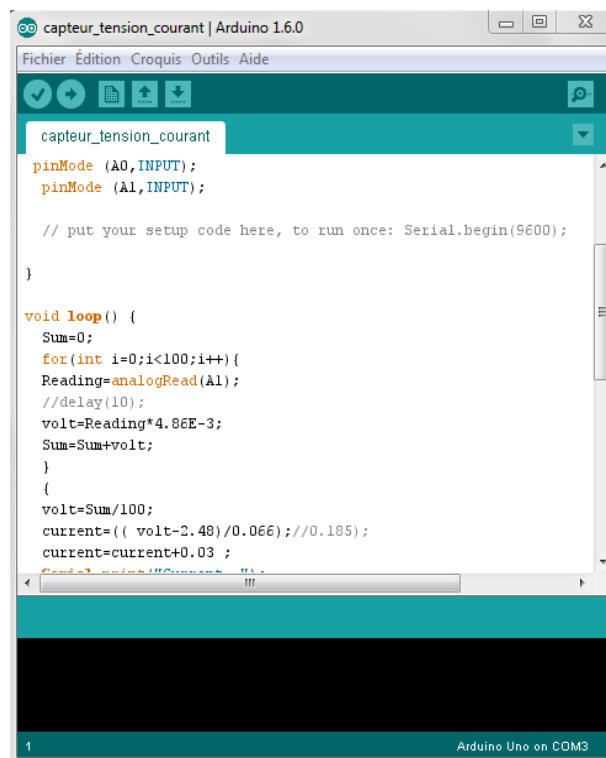 capteur_tension_courant | Arduino 1.6.0
Fichier Édition Croquis Outils Aide
capteur_tension_courant
pinMode (A0,INPUT);
pinMode (A1,INPUT);
// put your setup code here, to run once: Serial.begin(9600);
}
void loop() {
Sum=0;
for(int i=0;i<100;i++){
Reading=analogRead(A1);
//delay(10);
volt=Reading*4.86E-3;
Sum=Sum+volt;
}
{
volt=Sum/100;
current=(( volt-2.48)/0.066);//0.185);
current=current+0.03 ;
1
Arduino Uno on COM3